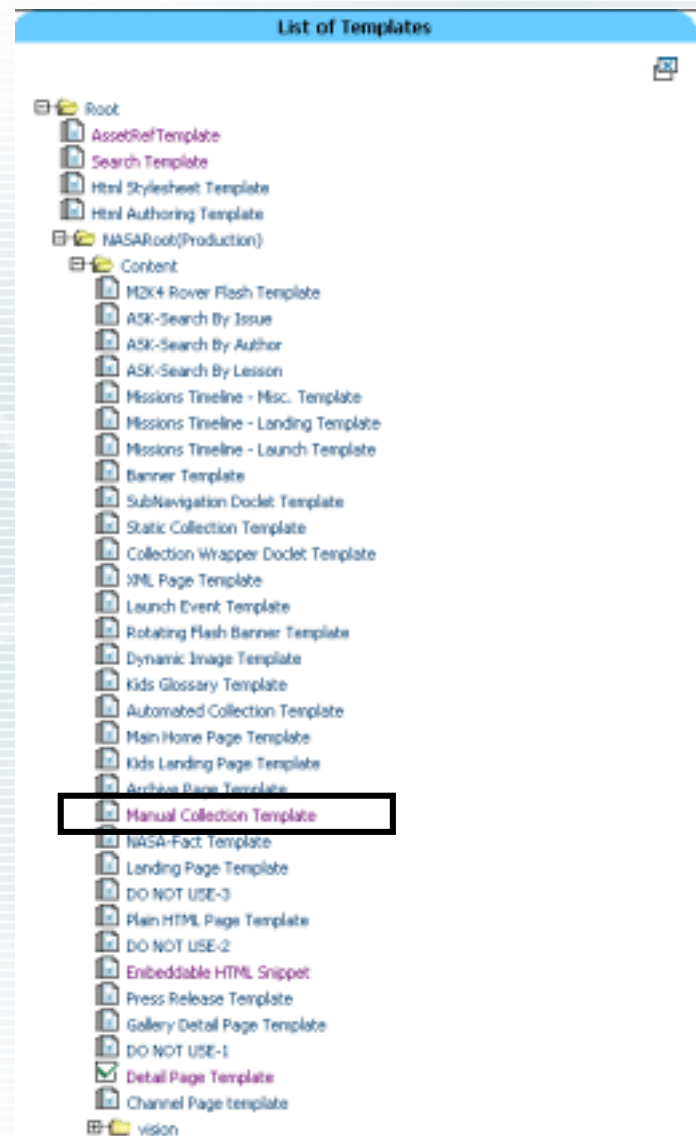 List of Templates
Root
AssetRefTemplate
Search Template
Html Stylesheet Template
Html Authoring Template
NASARoot(Production)
Content
M2K4 Rover Flash Template
ASK-Search By Issue
ASK-Search By Author
ASK-Search By Lesson
Missions Timeline - Misc. Template
Missions Timeline - Landing Template
Missions Timeline - Launch Template
Banner Template
SubNavigation Doclet Template
Static Collection Template
Collection Wrapper Doclet Template
XML Page Template
Launch Event Template
Rotating Flash Banner Template
Dynamic Image Template
Kids Glossary Template
Automated Collection Template
Main Home Page Template
Kids Landing Page Template
Archive Page Template
Manual Collection Template
NASA-Fact Template
Landing Page Template
DO NOT USE-3
Plain HTML Page Template
DO NOT USE-2
Embeddable HTML Snippet
Press Release Template
Gallery Detail Page Template
DO NOT USE-1
Detail Page Template
Channel Page template
vision